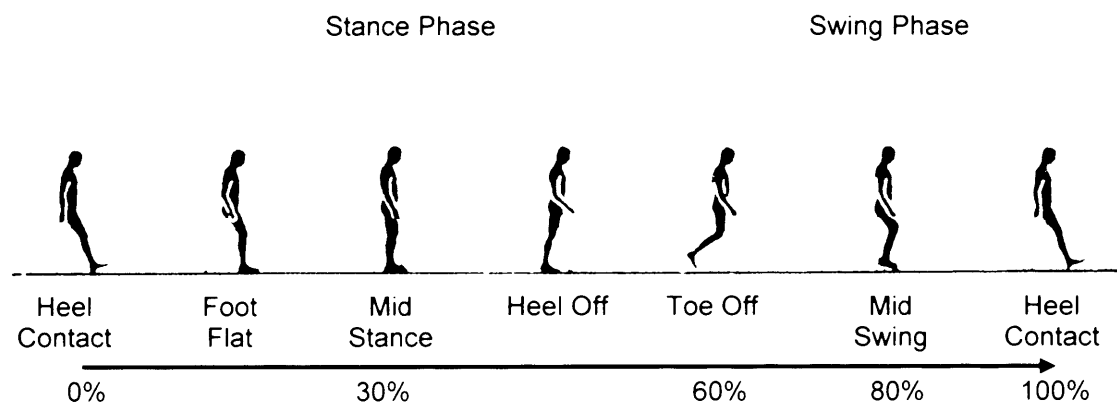 Stance Phase Swing Phase
Heel Contact Foot Flat Mid Stance Heel Off Toe Off Mid Swing Heel Contact
0% 30% 60% 80% 100%